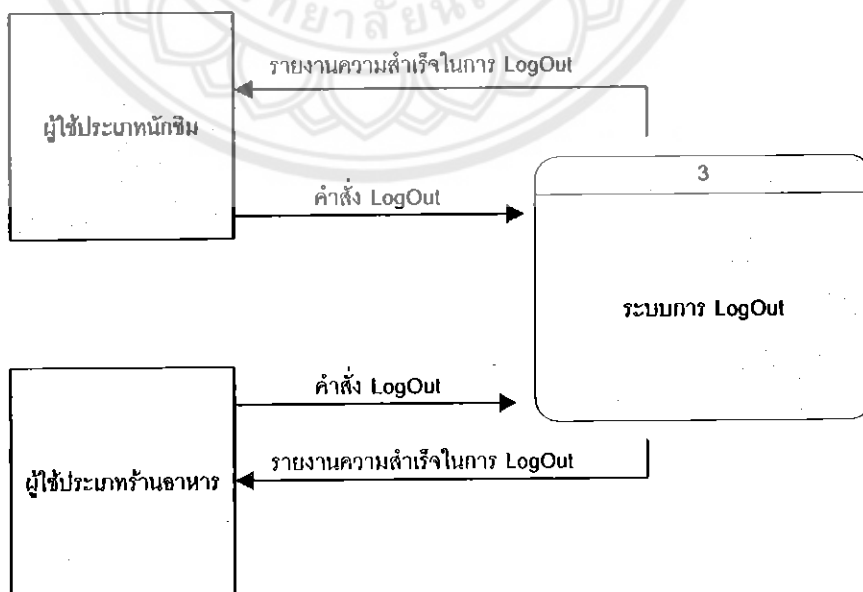 รายงานความสำเร็จในการ LogOut
ผู้ใช้ประเภทนักชิม
3
คำสั่ง LogOut
ระบบการ LogOut
คำสั่ง LogOut
รายงานความสำเร็จในการ LogOut
ผู้ใช้ประเภทร้านอาหาร